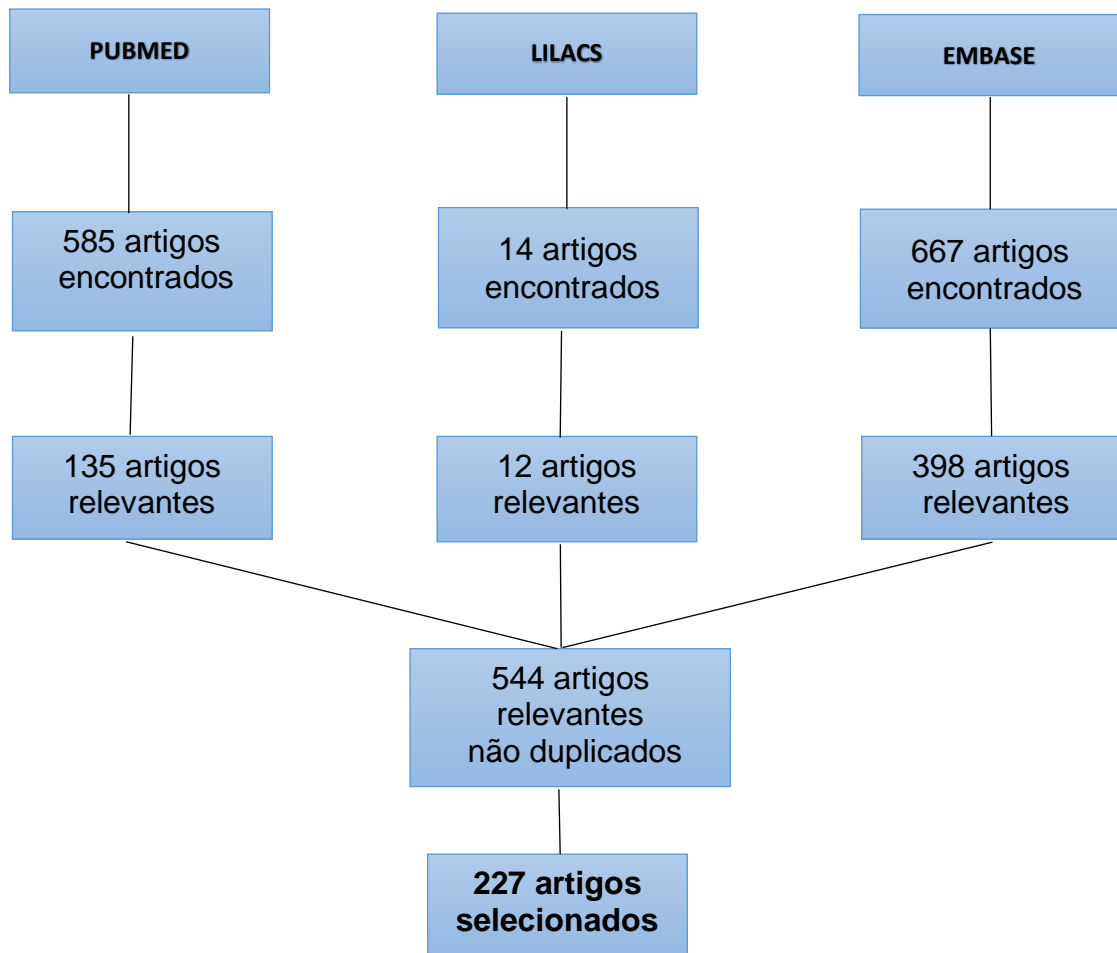 PUBMED
LILACS
EMBASE
585 artigos
encontrados
14 artigos
encontrados
667 artigos
encontrados
135 artigos
relevantes
12 artigos
relevantes
398 artigos
relevantes
544 artigos
relevantes
não duplicados
227 artigos
selecionados